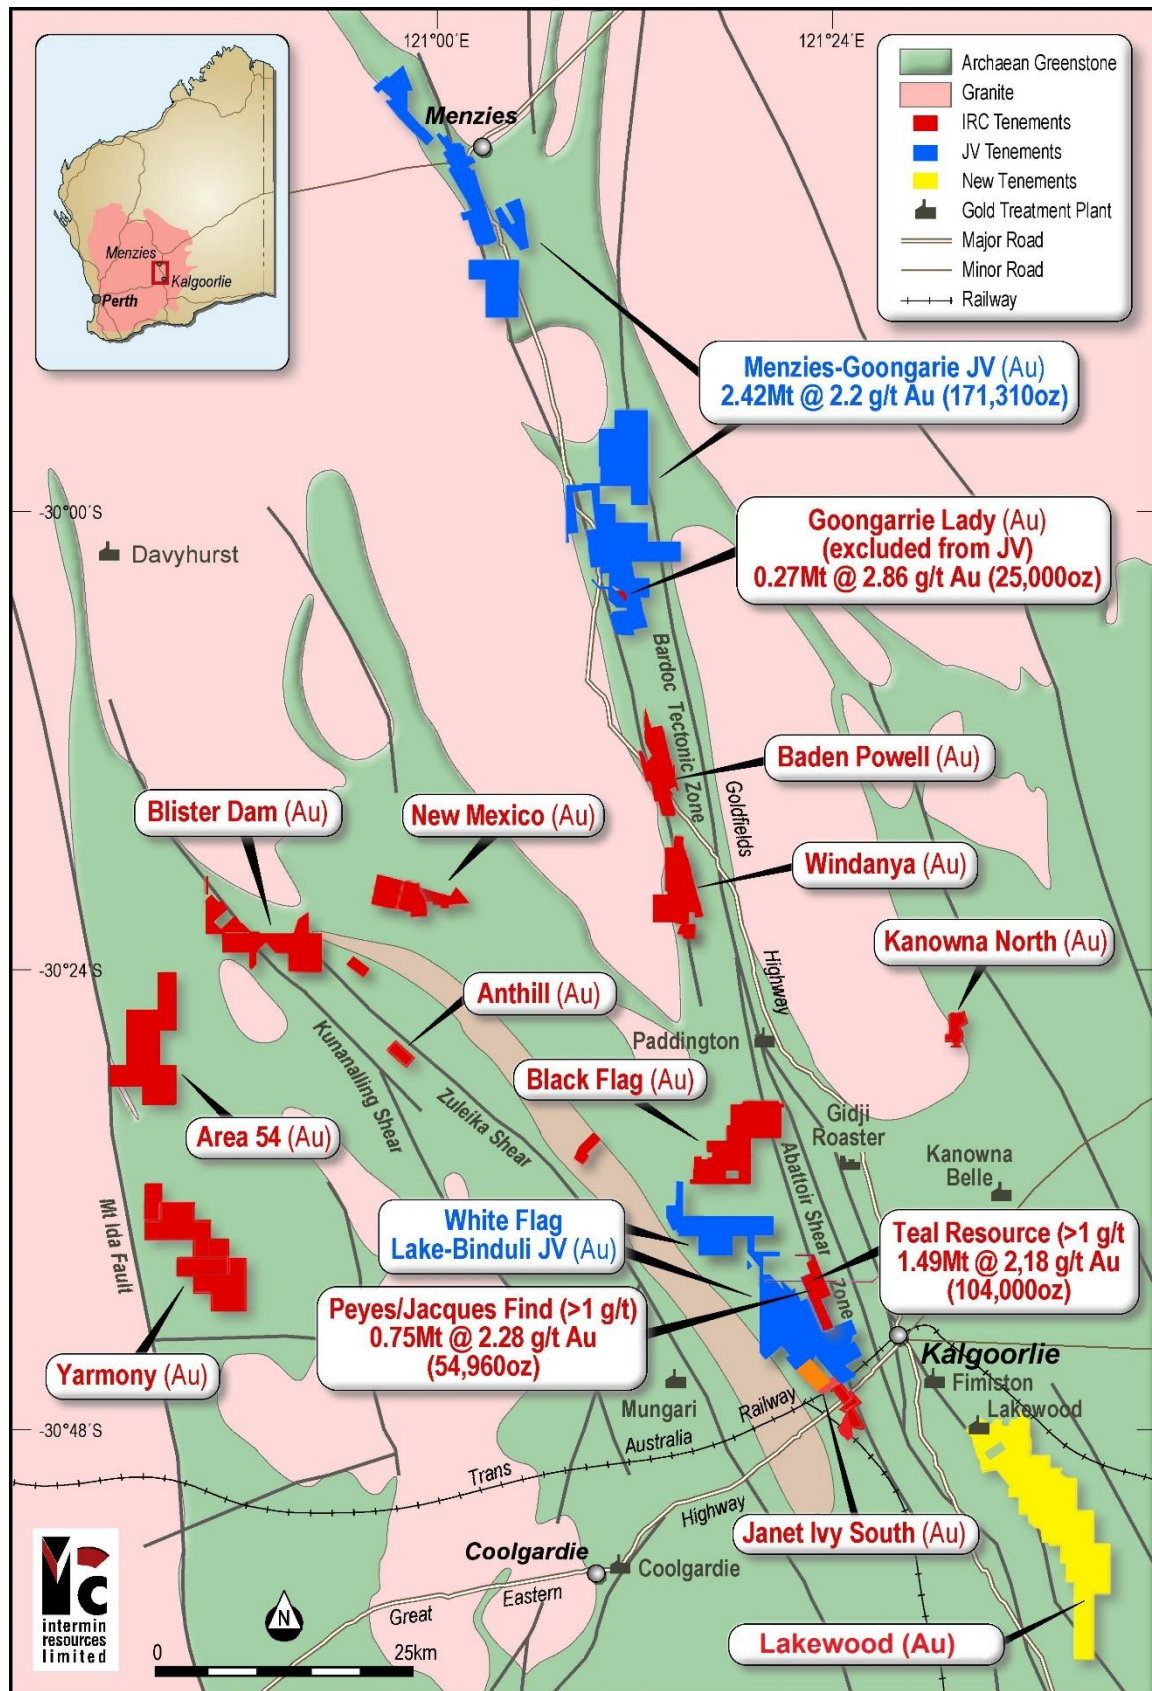 121°00´E
121°24´E
Menzies
Archaean Greenstone
Granite
IRC Tenements
JV Tenements
New Tenements
Gold Treatment Plant
Major Road
Minor Road
Railway
Menzies
Kalgoorlie
Perth
Menzies-Goongarie JV (Au)
2.42Mt @ 2.2 g/t Au (171,310oz)
-30°00´S
Davyhurst
Goongarrie Lady (Au)
(excluded from JV)
0.27Mt @ 2.86 g/t Au (25,000oz)
Bardoc Tectonic Zone
Baden Powell (Au)
Goldfields
Highway
Blister Dam (Au)
New Mexico (Au)
Windanya (Au)
Kanowna North (Au)
-30°24´S
Anthill (Au)
Kunanalling Shear
Zuleika Shear
Paddington
Black Flag (Au)
Area 54 (Au)
Abattoir Shear
Zone
Gidji
Roaster
Kanowna
Belle
Mt Ida Fault
White Flag
Lake-Binduli JV (Au)
Teal Resource (>1 g/t
1.49Mt @ 2,18 g/t Au
(104,000oz)
Peyes/Jacques Find (>1 g/t)
0.75Mt @ 2.28 g/t Au
(54,960oz)
Yarmony (Au)
Kalgoorlie
Fimiston
Mungari
Lakewood
-30°48´S
Trans
Australia
Railway
Highway
Janet Ivy South (Au)
Coolgardie
Coolgardie
Great
Eastern
Lakewood (Au)
intermin
resources
limited
N
0
25km